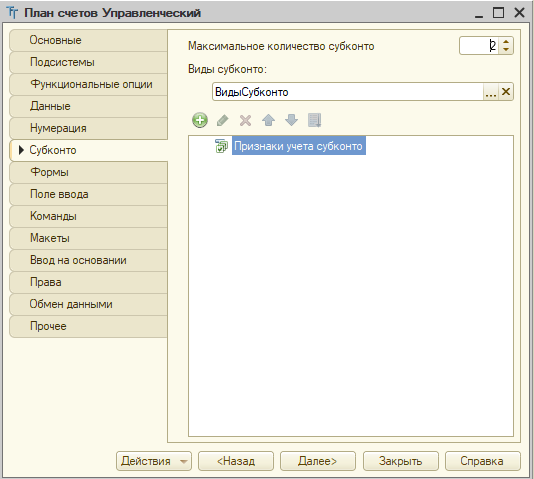 План счетов Управленческий
Основные
Подсистемы
Функциональные опции
Данные
Нумерация
Субконто
Формы
Поле ввода
Команды
Макеты
Ввод на основании
Права
Обмен данными
Прочее
Максимальное количество субконто
2
Виды субконто:
ВидыСубконто
...
Признаки учета субконто
Действия
<Назад
Далее>
Закрыть
Справка